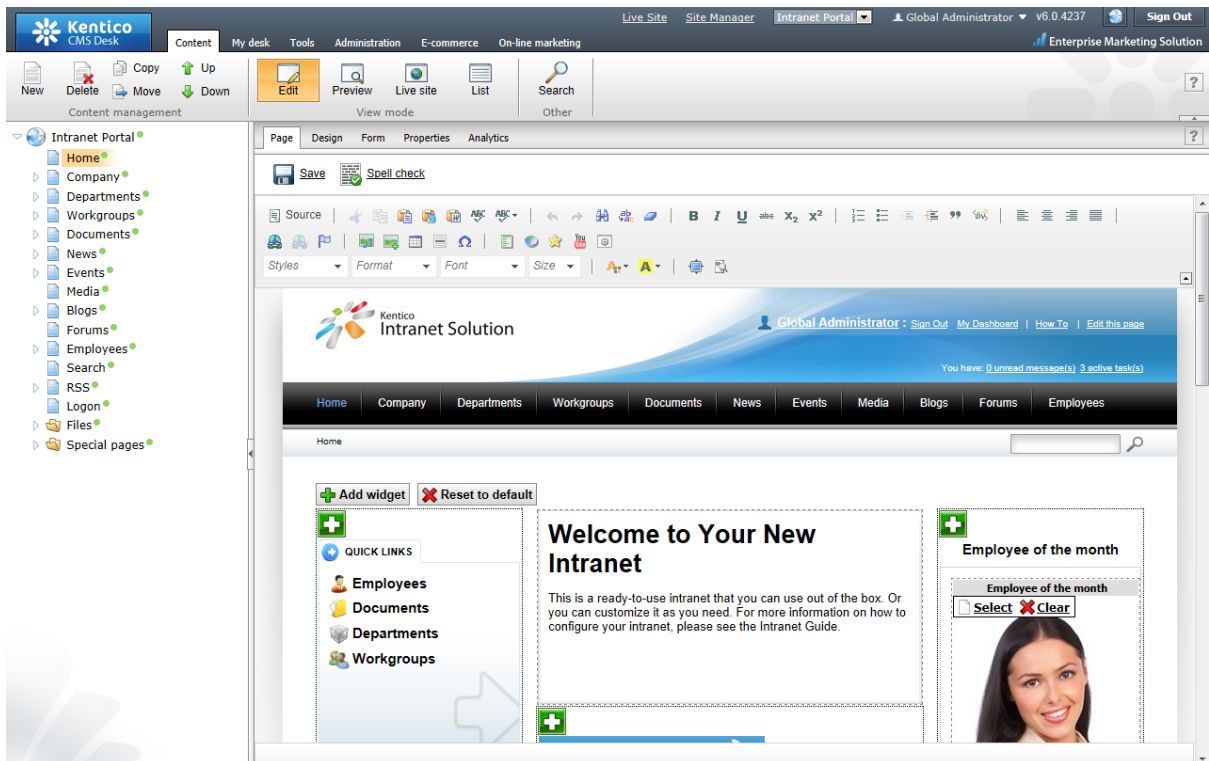 Kentico
CMS Desk
Live Site Site Manager Intranet Portal Global Administrator v6.0.4237 Sign Out
Content My desk Tools Administration E-commerce On-line marketing
Enterprise Marketing Solution
New Delete Copy Move Up Down
Content management
Edit Preview Live site List
View mode
Search
Other
?
Intranet Portal
Home
Company
Departments
Workgroups
Documents
News
Events
Media
Blogs
Forums
Employees
Search
RSS
Logon
Files
Special pages
Page Design Form Properties Analytics
?
Save Spell check
Source ABC ABC B I U abc X2 X2
Ω You Tube
Styles Format Font Size A A
Kentico
Intranet Solution
Global Administrator : Sign Out My Dashboard | How To | Edit this page
You have: 0 unread message(s) 3 active task(s)
Home Company Departments Workgroups Documents News Events Media Blogs Forums Employees
Home
Add widget Reset to default
QUICK LINKS
Employees
Documents
Departments
Workgroups
Welcome to Your New
Intranet
This is a ready-to-use intranet that you can use out of the box. Or
you can customize it as you need. For more information on how to
configure your intranet, please see the Intranet Guide.
Employee of the month
Employee of the month
Select Clear